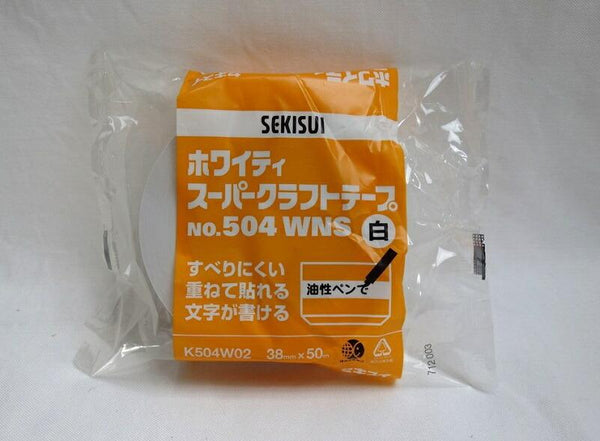 SEKISUI
ホワイティ
スーパークラフトテープ
NO.504 WNS 白
すべりにくい
重ねて貼れる
文字が書ける
油性ペンで
K504W02 38mm×50m
712 003